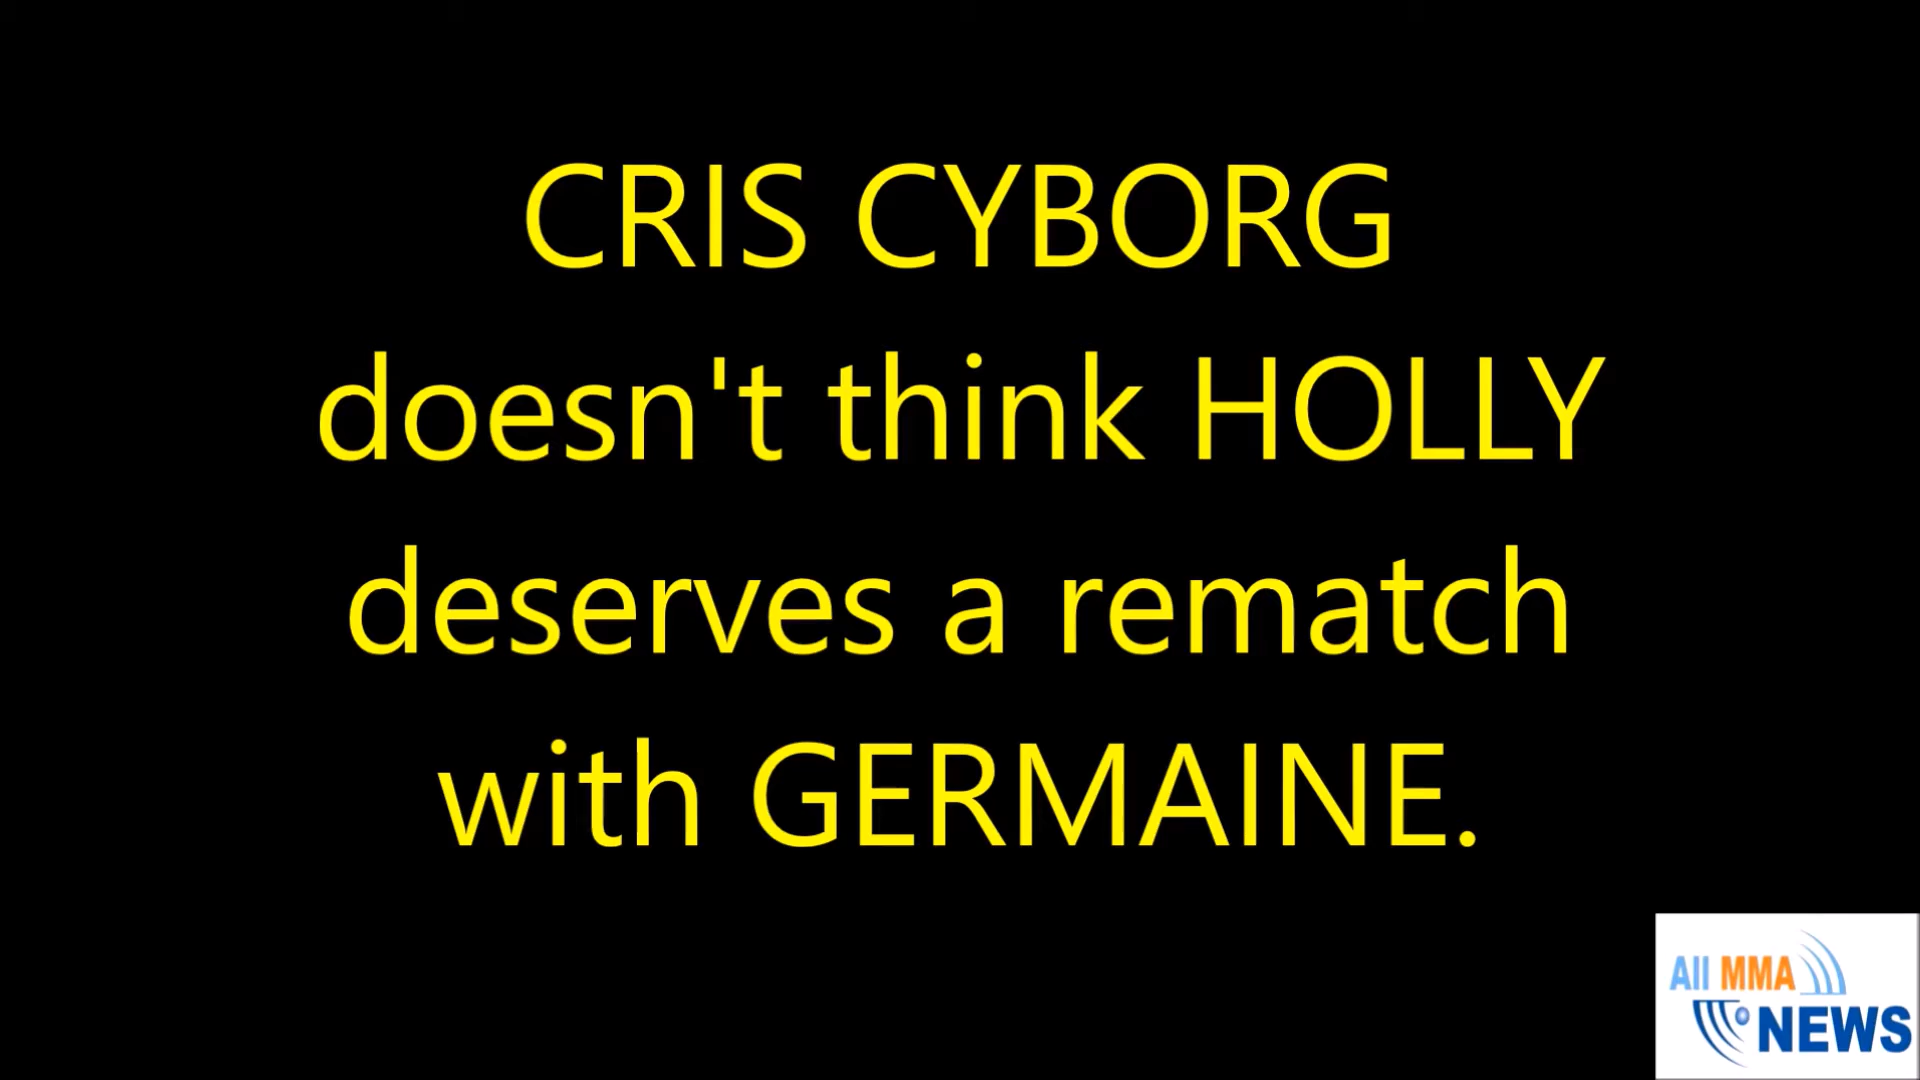 CRIS CYBORG
doesn't think HOLLY
deserves a rematch
with GERMAINE.
All MMA
NEWS